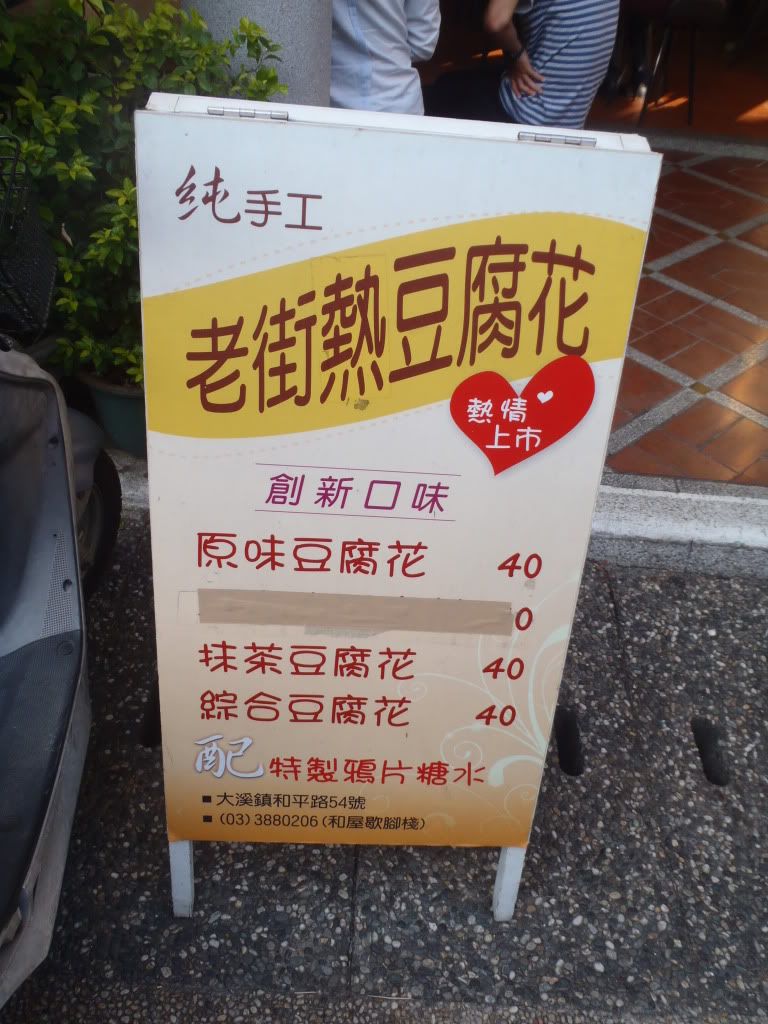 純手工
老街熱豆腐花
熱情
上市
創新口味
原味豆腐花 40
0
抹茶豆腐花 40
綜合豆腐花 40
配特製鴉片糖水
■大溪鎮和平路54號
■(03)3880206(和屋歇腳棧)